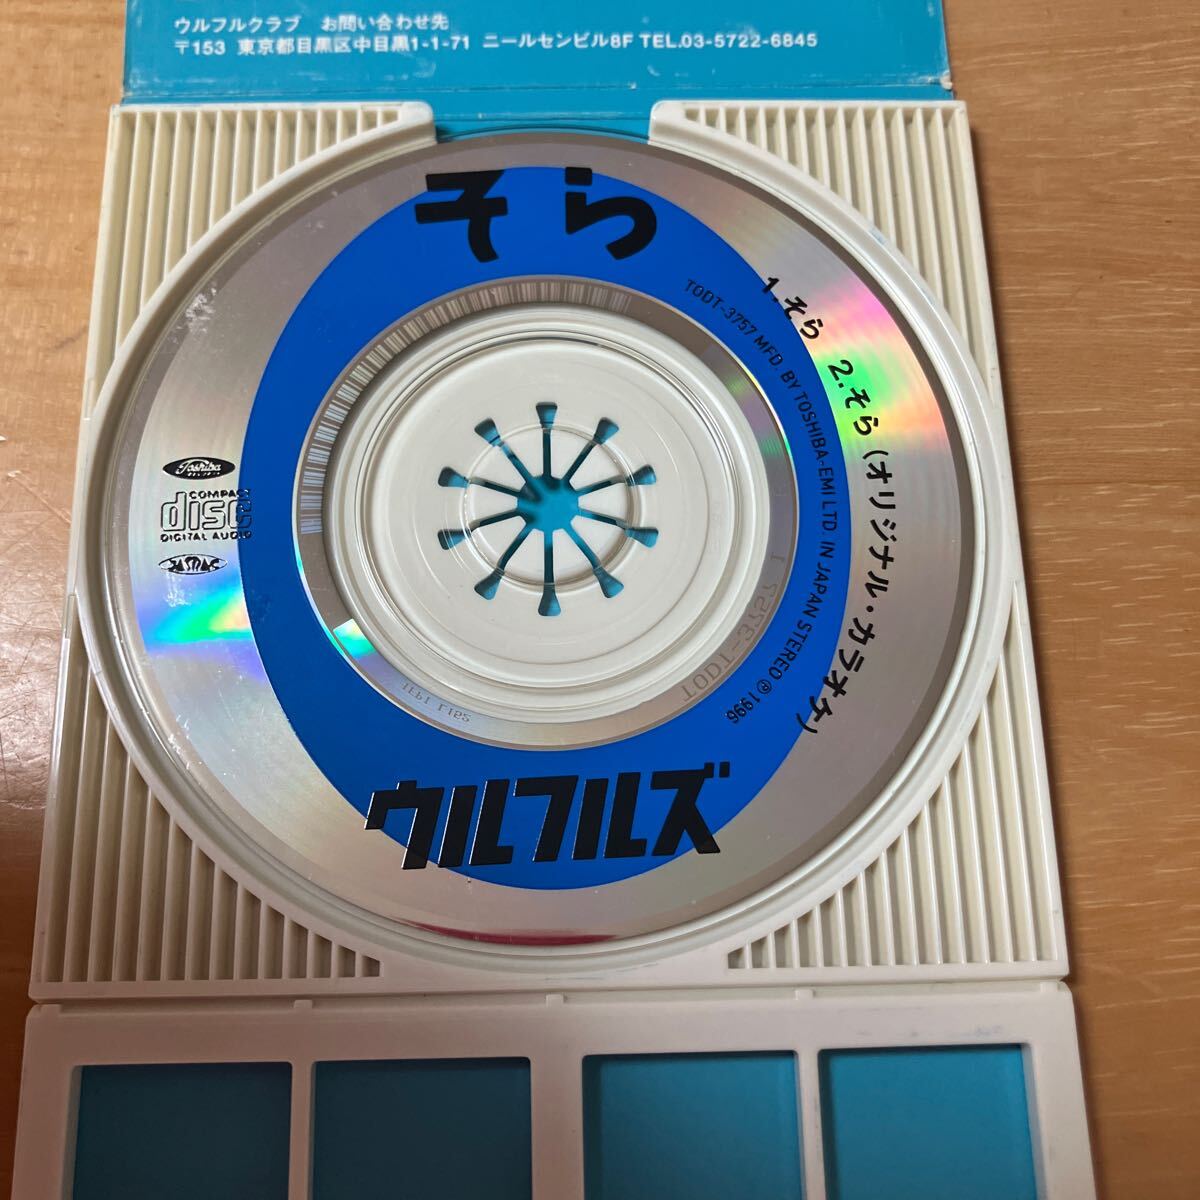 ウルフルクラブ　お問い合わせ先
〒153 東京都目黒区中目黒1-1-71 ニールセンビル8F TEL.03-5722-6845
そら
1.そら 2.そら (オリジナル・カラオケ)
TODT-3757 MFD. BY TOSHIBA-EMI LTD. IN JAPAN STEREO Ⓟ1996
Toshiba
COMPACT
disc
DIGITAL AUDIO
JASRAC
TODT-3757 1
ウルフルズ